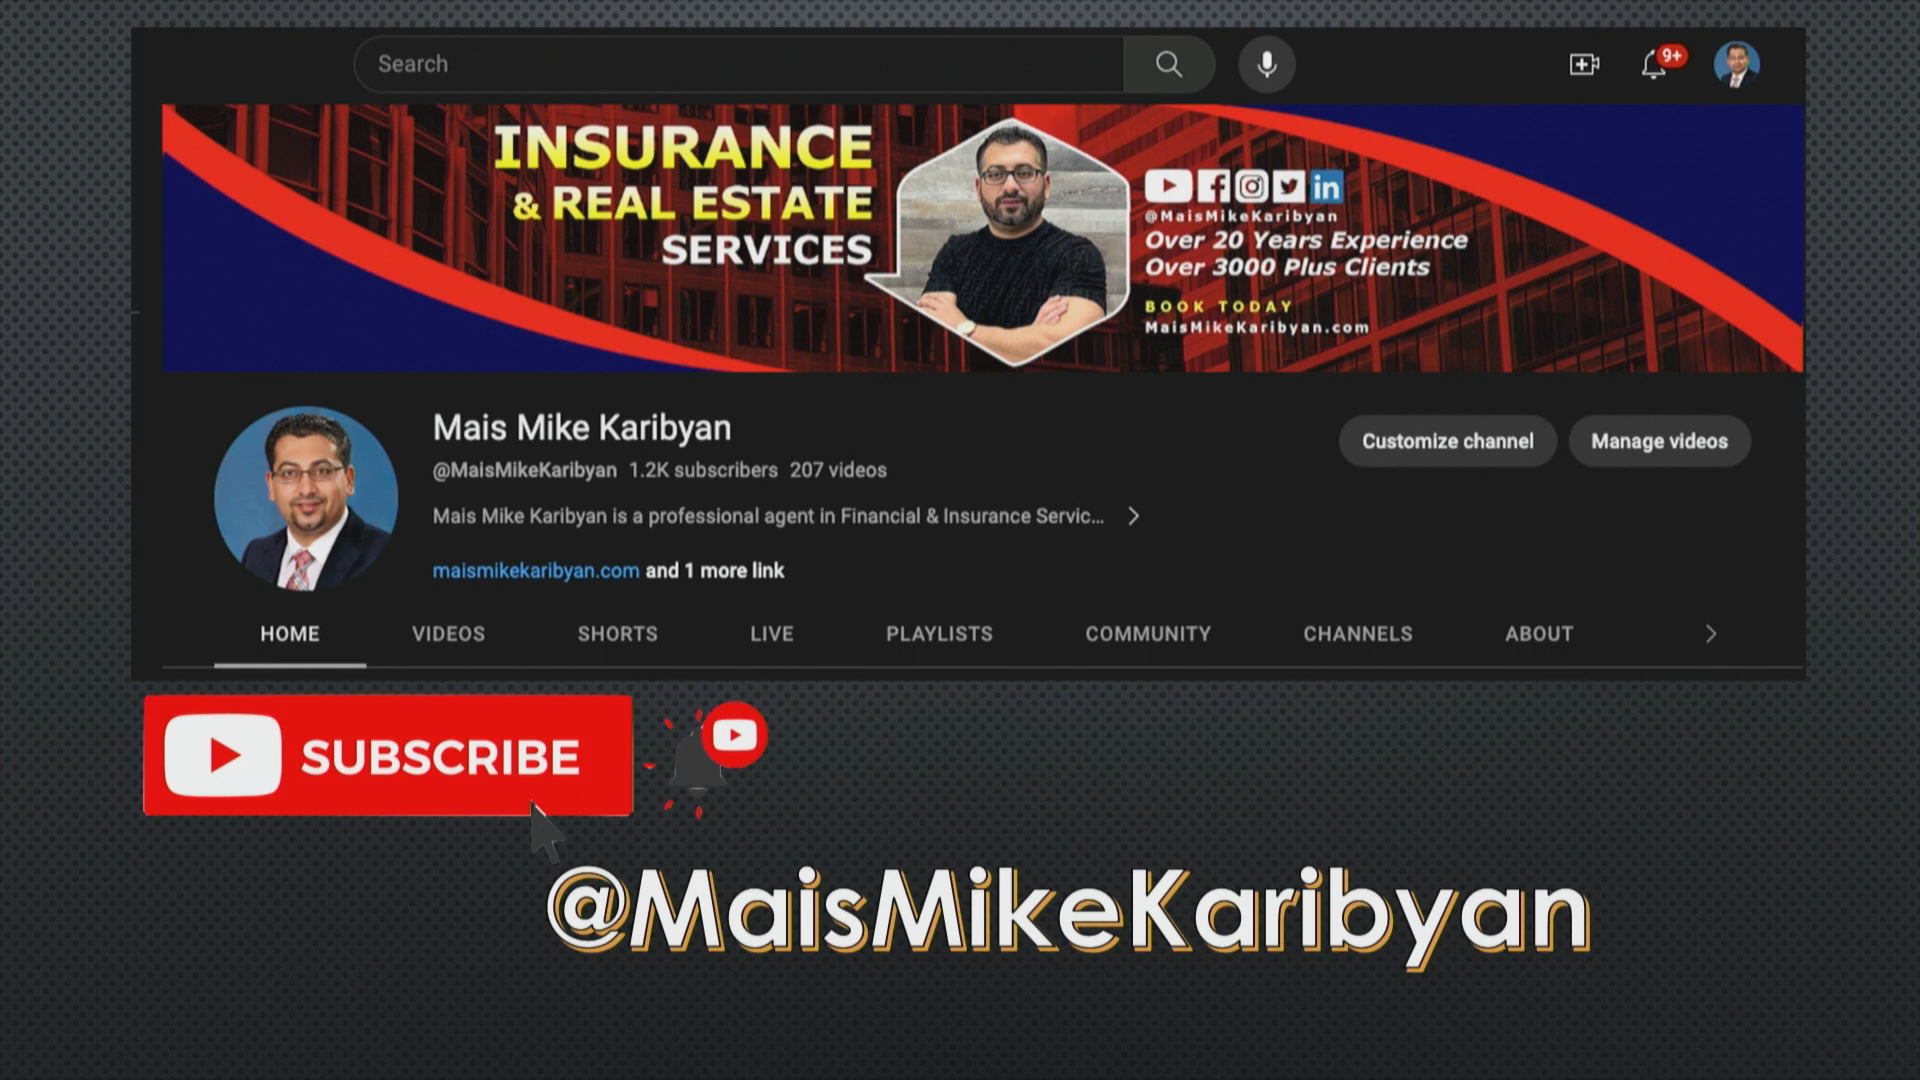 Search
9+
INSURANCE
& REAL ESTATE
SERVICES
in
@MaisMikeKaribyan
Over 20 Years Experience
Over 3000 Plus Clients
BOOK TODAY
MaisMikeKaribyan.com
Mais Mike Karibyan
@MaisMikeKaribyan 1.2K subscribers 207 videos
Mais Mike Karibyan is a professional agent in Financial & Insurance Servic...
maismikekaribyan.com and 1 more link
Customize channel
Manage videos
HOME VIDEOS SHORTS LIVE PLAYLISTS COMMUNITY CHANNELS ABOUT
SUBSCRIBE
@MaisMikeKaribyan